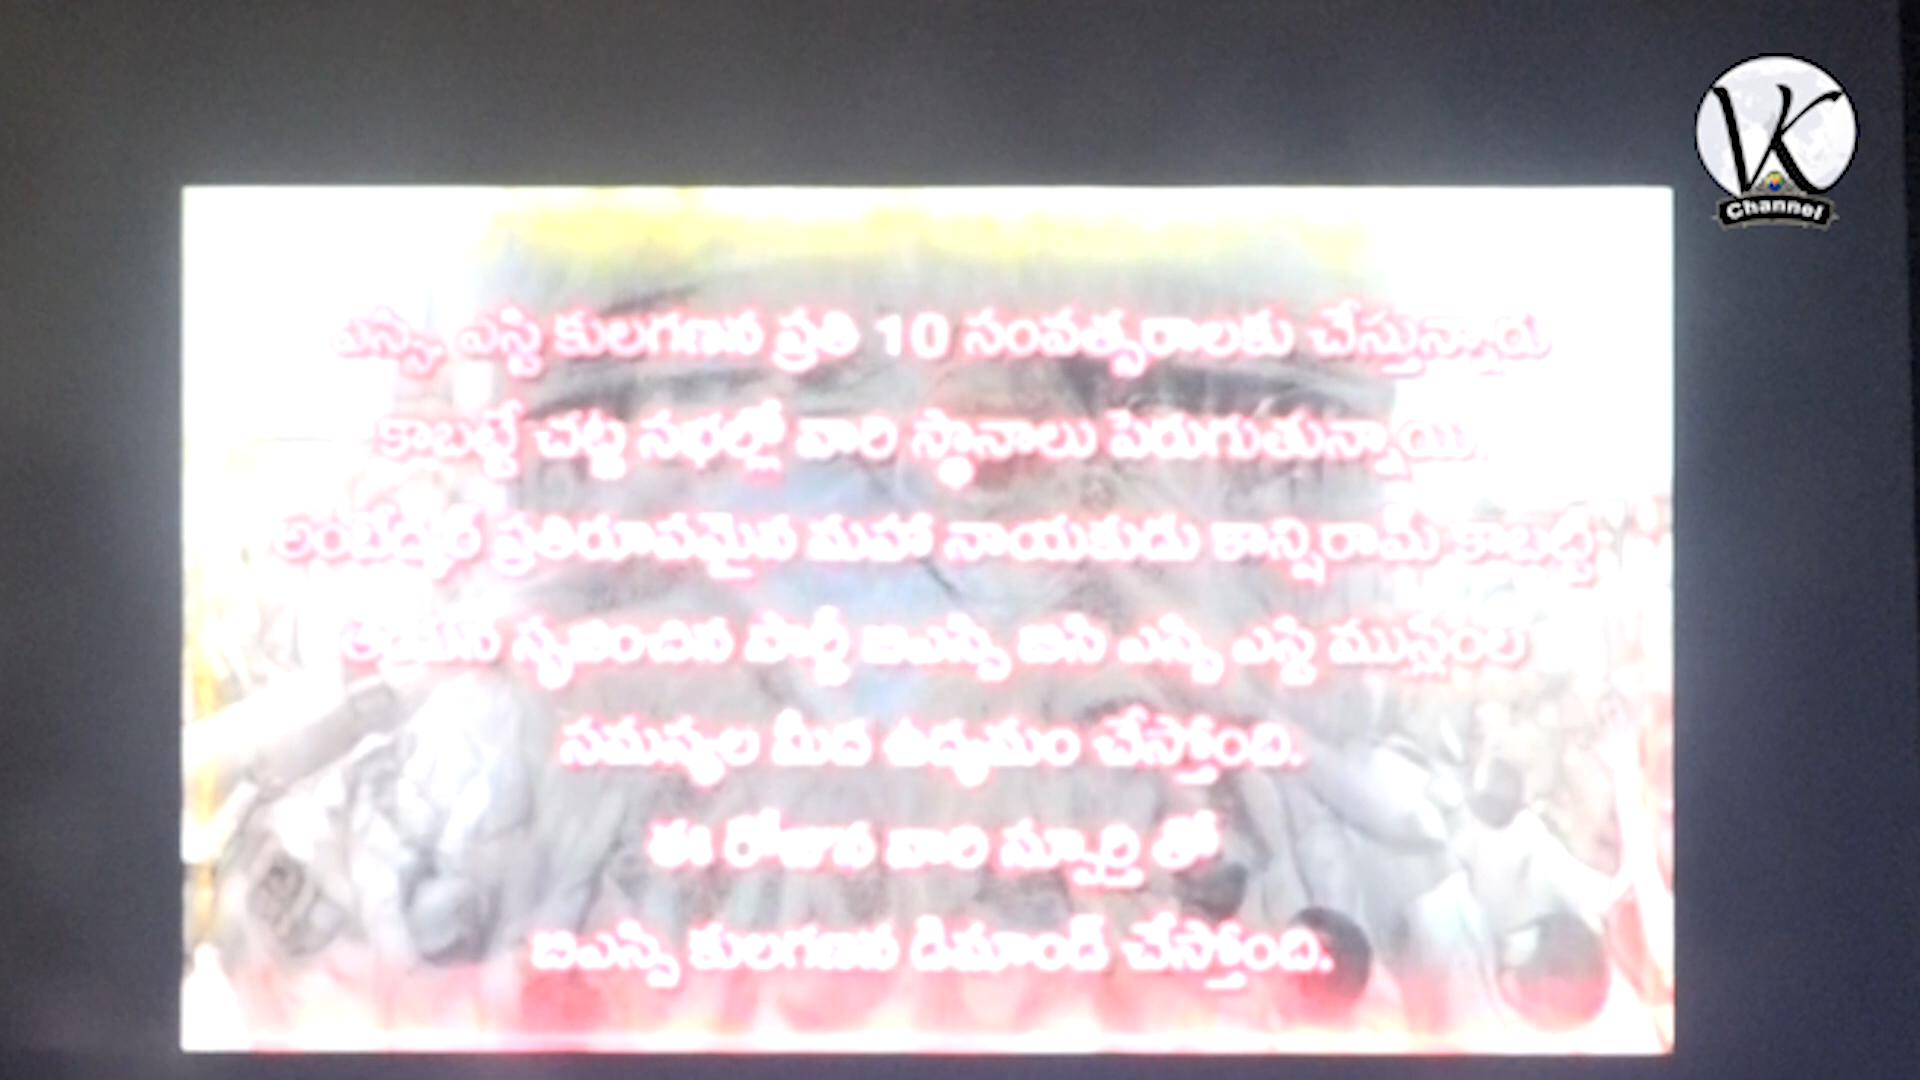 VK
Channel
ఎస్సి ఎస్టి కులగణన ప్రతి 10 సంవత్సరాలకు చేస్తున్నారు
కాబట్టే చట్ట సభల్లో వారి స్థానాలు పెరుగుతున్నాయి.
అంబేద్కర్ ప్రతిరూపమైన మహా నాయకుడు కాన్షిరామ్ కాబట్టి
సృజించిన పార్టీ బిఎస్పి బిసి ఎస్సి ఎస్టి ముస్లింల
సమస్యల మీద ఉద్యమం చేస్తోంది.
ఈ రోజున వారి స్ఫూర్తి తో
బిఎస్పి కులగణన డిమాండ్ చేస్తోంది.